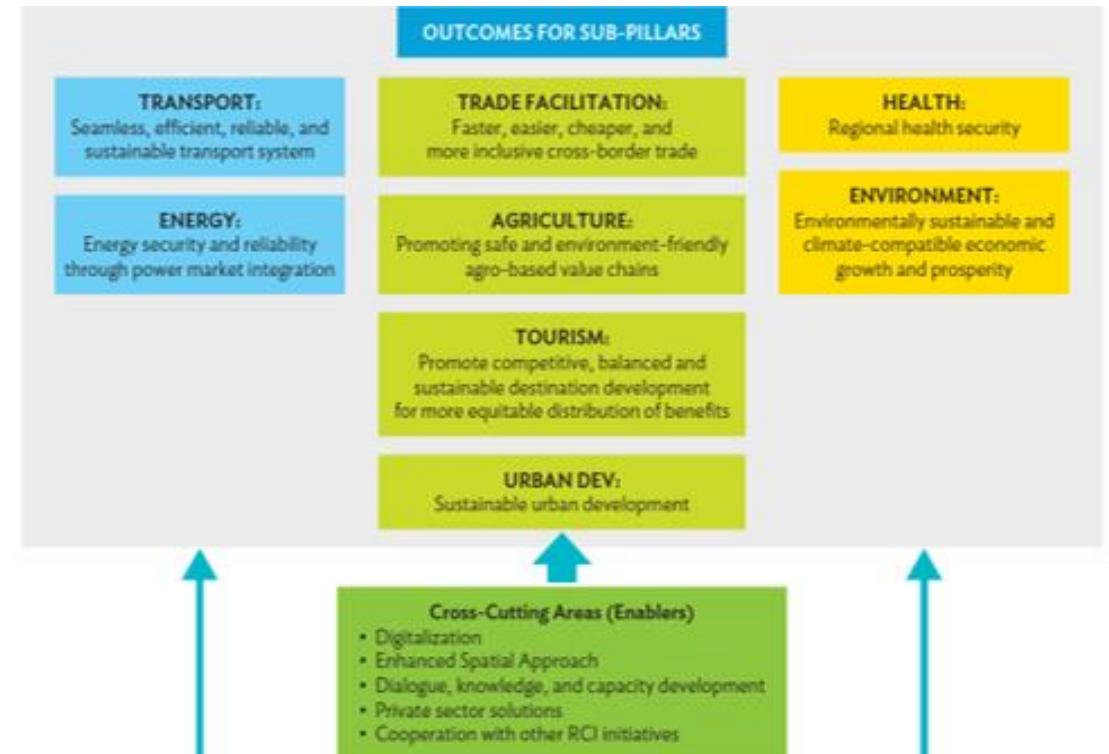 OUTCOMES FOR SUB-PILLARS
TRANSPORT:
Seamless, efficient, reliable, and
sustainable transport system
ENERGY:
Energy security and reliability
through power market integration
TRADE FACILITATION:
Faster, easier, cheaper, and
more inclusive cross-border trade
AGRICULTURE:
Promoting safe and environment-friendly
agro-based value chains
TOURISM:
Promote competitive, balanced and
sustainable destination development
for more equitable distribution of benefits
URBAN DEV:
Sustainable urban development
HEALTH:
Regional health security
ENVIRONMENT:
Environmentally sustainable and
climate-compatible economic
growth and prosperity
Cross-Cutting Areas (Enablers)
• Digitalization
• Enhanced Spatial Approach
• Dialogue, knowledge, and capacity development
• Private sector solutions
• Cooperation with other RCI initiatives